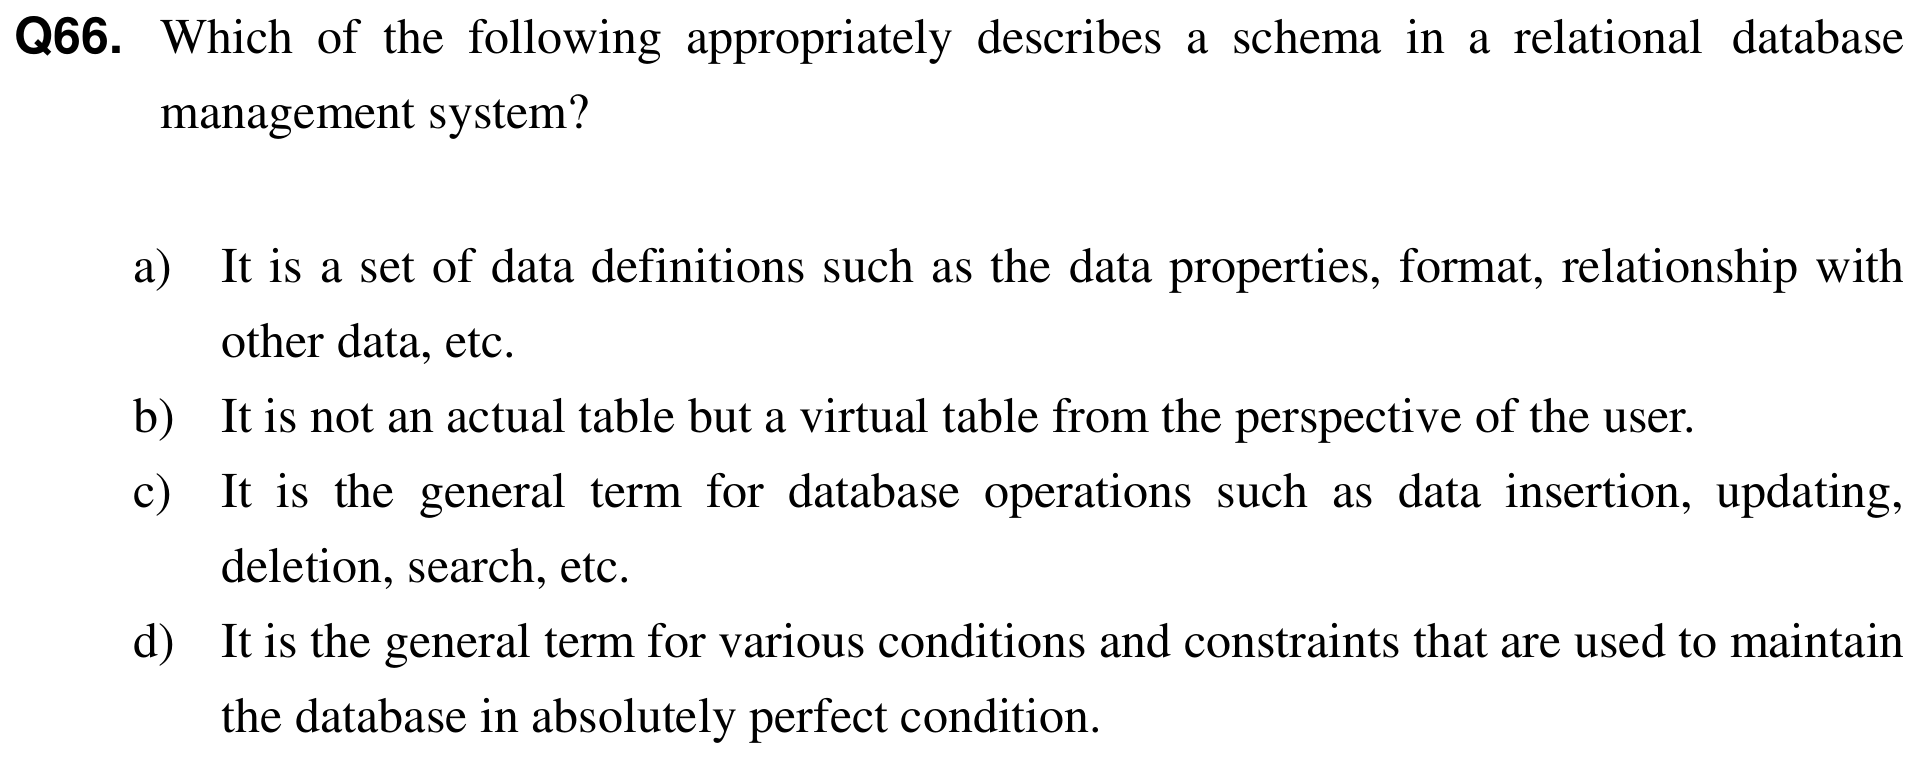 Q66. Which of the following appropriately describes a schema in a relational database
management system?
a) It is a set of data definitions such as the data properties, format, relationship with
other data, etc.
b) It is not an actual table but a virtual table from the perspective of the user.
c) It is the general term for database operations such as data insertion, updating,
deletion, search, etc.
d) It is the general term for various conditions and constraints that are used to maintain
the database in absolutely perfect condition.